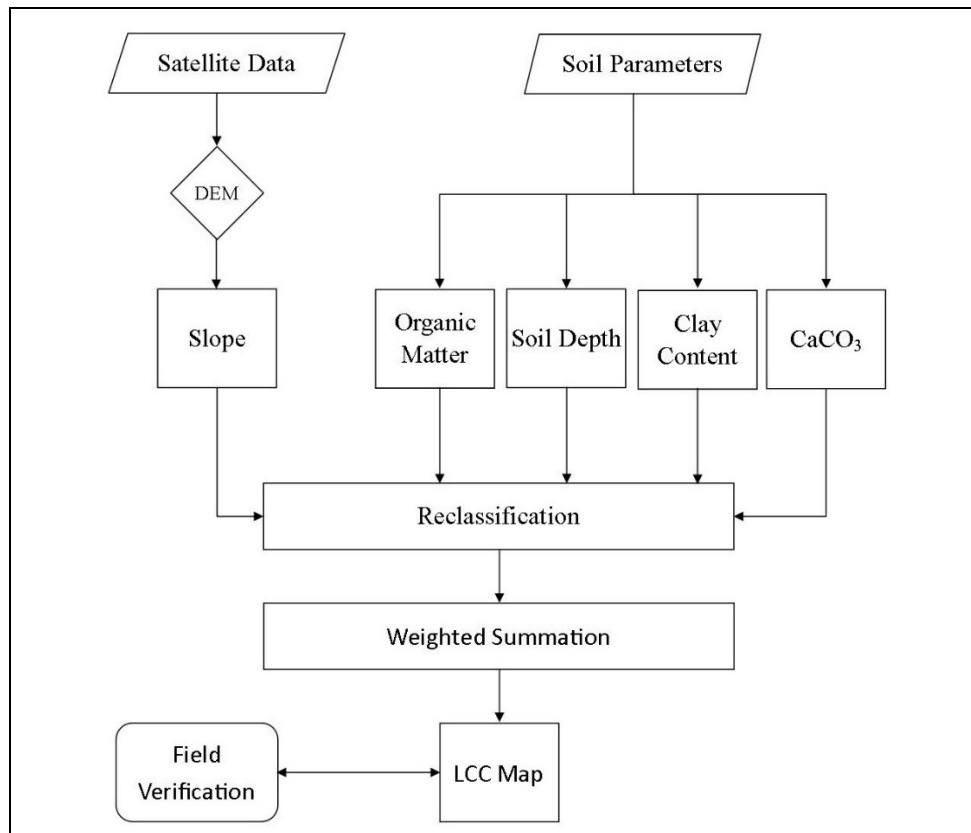 Satellite Data
Soil Parameters
DEM
Slope
Organic
Matter
Soil Depth
Clay
Content
CaCO₃
Reclassification
Weighted Summation
Field
Verification
LCC Map